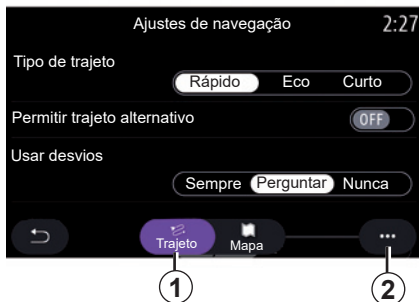 Ajustes de navegação 2:27
Tipo de trajeto
Rápido Eco Curto
Permitir trajeto alternativo OFF
Usar desvios
Sempre Perguntar Nunca
Trajeto Mapa ...
1 2